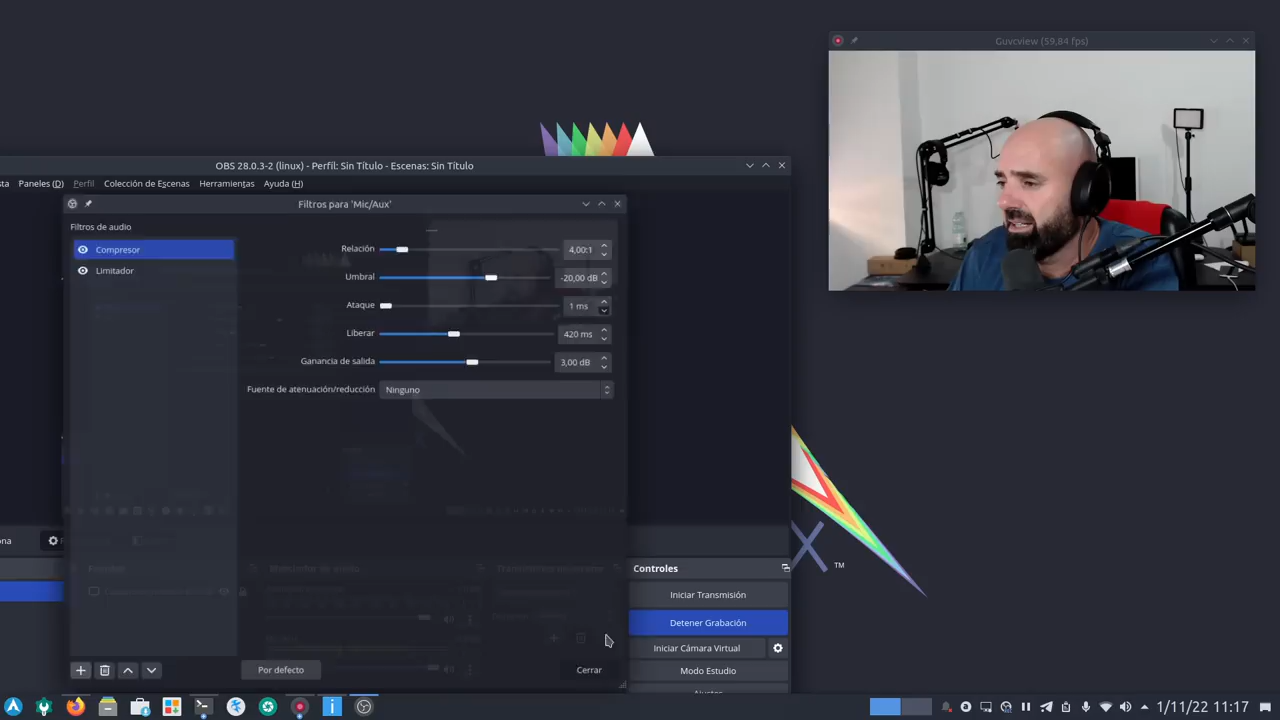 Guvcview (59,84 fps)
OBS 28.0.3-2 (linux) - Perfil: Sin Título - Escenas: Sin Título
sta Paneles (D) Perfil Colección de Escenas Herramientas Ayuda (H)
Filtros para 'Mic/Aux'
Filtros de audio
Compresor
Limitador
Relación 4,00:1
Umbral -20,00 dB
Ataque 1 ms
Liberar 420 ms
Ganancia de salida 3,00 dB
Fuente de atenuación/reducción Ninguno
ona
Controles
Iniciar Transmisión
Detener Grabación
Iniciar Cámara Virtual
Modo Estudio
Por defecto
Cerrar
X TM
1/11/22 11:17